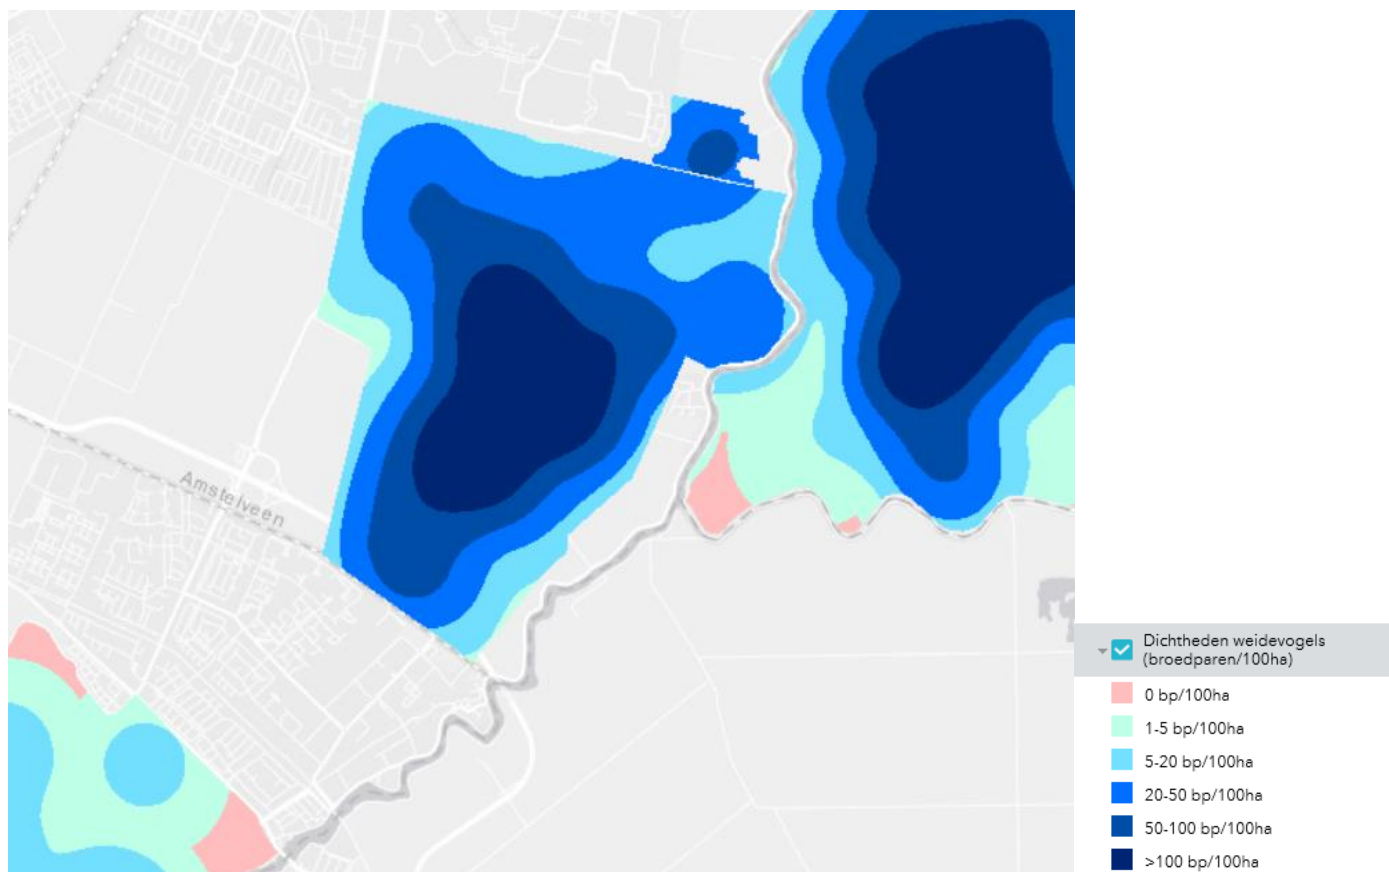 Amstelveen
Dichtheden weidevogels
(broedparen/100ha)
0 bp/100ha
1-5 bp/100ha
5-20 bp/100ha
20-50 bp/100ha
50-100 bp/100ha
>100 bp/100ha